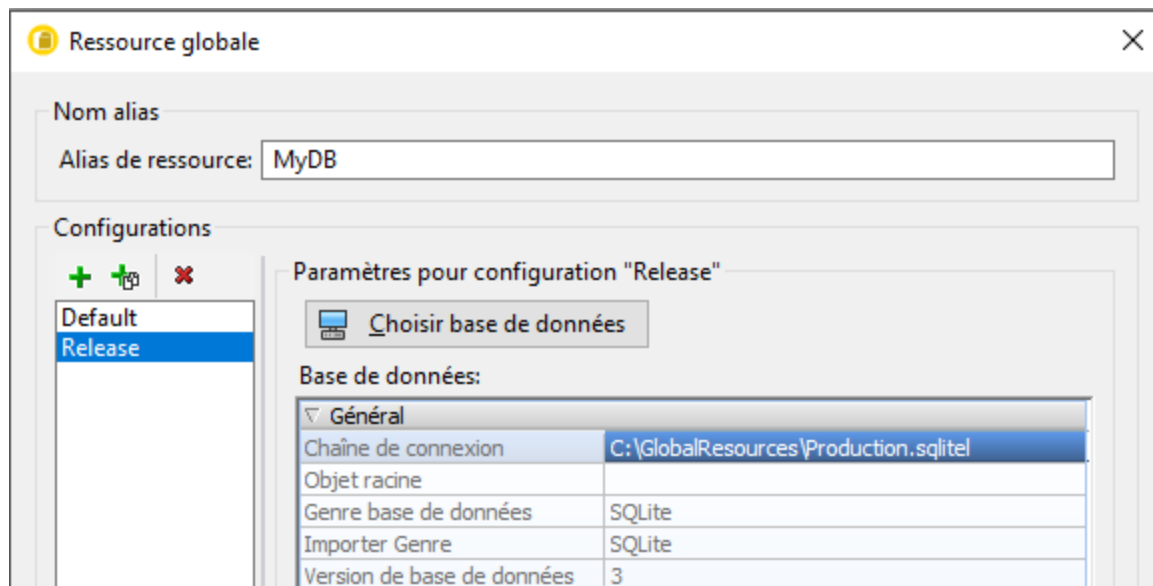 Ressource globale
Nom alias
Alias de ressource: MyDB
Configurations
Default
Release
Paramètres pour configuration "Release"
Choisir base de données
Base de données:
Général
Chaîne de connexion C:\GlobalResources\Production.sqlitel
Objet racine
Genre base de données SQLite
Importer Genre SQLite
Version de base de données 3